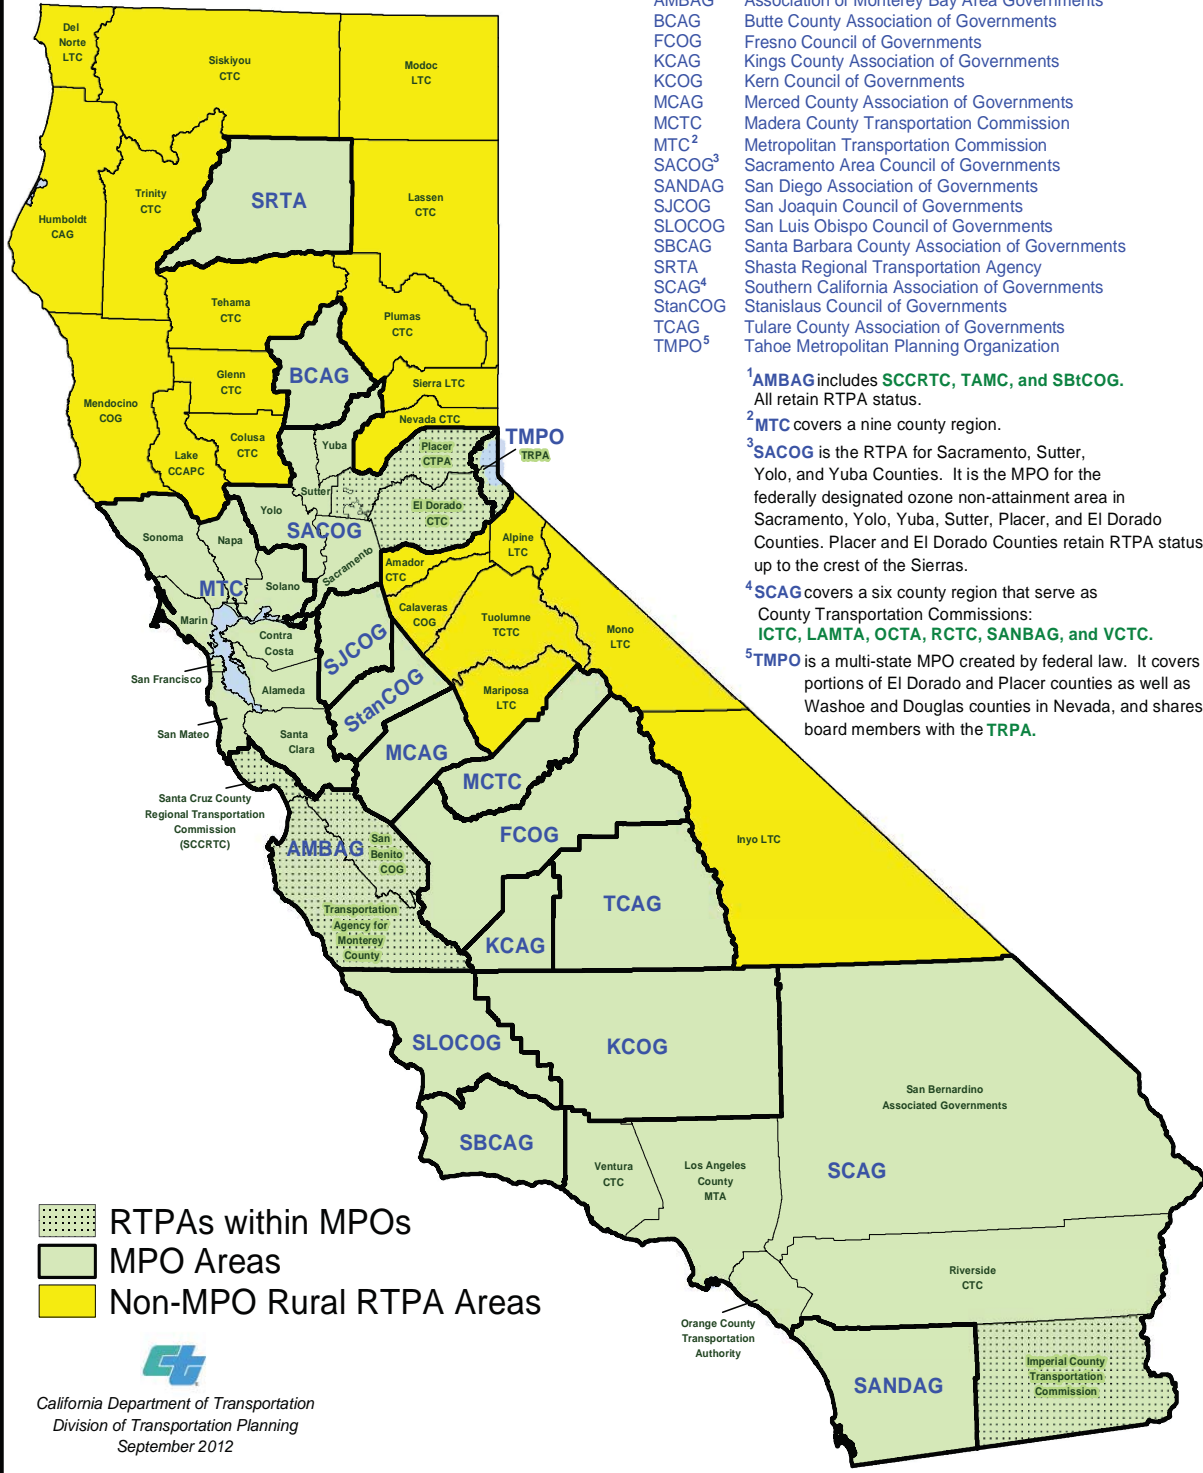 AMBAG Association of Monterey Bay Area Governments
BCAG Butte County Association of Governments
FCOG Fresno Council of Governments
KCAG Kings County Association of Governments
KCOG Kern Council of Governments
MCAG Merced County Association of Governments
MCTC Madera County Transportation Commission
MTC² Metropolitan Transportation Commission
SACOG³ Sacramento Area Council of Governments
SANDAG San Diego Association of Governments
SJCOG San Joaquin Council of Governments
SLOCOG San Luis Obispo Council of Governments
SBCAG Santa Barbara County Association of Governments
SRTA Shasta Regional Transportation Agency
SCAG⁴ Southern California Association of Governments
StanCOG Stanislaus Council of Governments
TCAG Tulare County Association of Governments
TMPO⁵ Tahoe Metropolitan Planning Organization
¹AMBAG includes SCCRTC, TAMC, and SBtCOG.
All retain RTPA status.
²MTC covers a nine county region.
³SACOG is the RTPA for Sacramento, Sutter,
Yolo, and Yuba Counties. It is the MPO for the
federally designated ozone non-attainment area in
Sacramento, Yolo, Yuba, Sutter, Placer, and El Dorado
Counties. Placer and El Dorado Counties retain RTPA status
up to the crest of the Sierras.
⁴SCAG covers a six county region that serve as
County Transportation Commissions:
ICTC, LAMTA, OCTA, RCTC, SANBAG, and VCTC.
⁵TMPO is a multi-state MPO created by federal law. It covers
portions of El Dorado and Placer counties as well as
Washoe and Douglas counties in Nevada, and shares
board members with the TRPA.
Del
Norte
LTC
Siskiyou
CTC
Modoc
LTC
Humboldt
CAG
Trinity
CTC
SRTA
Lassen
CTC
Tehama
CTC
Plumas
CTC
BCAG
Glenn
CTC
Sierra LTC
Mendocino
COG
Nevada CTC
Colusa
CTC
Lake
CCAPC
Yuba
Placer
CTPA
TMPO
TRPA
Sutter
Yolo
El Dorado
CTC
SACOG
Sacramento
Sonoma
Napa
Solano
MTC
Marin
Contra
Costa
San Francisco
Alameda
San Mateo
Santa
Clara
Alpine
LTC
Amador
CTC
Calaveras
COG
Tuolumne
TCTC
Mono
LTC
Mariposa
LTC
SJCOG
StanCOG
MCAG
MCTC
Santa Cruz County
Regional Transportation
Commission
(SCCRTC)
AMBAG
San
Benito
COG
Transportation
Agency for
Monterey
County
FCOG
Inyo LTC
TCAG
KCAG
SLOCOG
KCOG
SBCAG
San Bernardino
Associated Governments
Ventura
CTC
Los Angeles
County
MTA
SCAG
Riverside
CTC
Orange County
Transportation
Authority
SANDAG
Imperial County
Transportation
Commission
RTPAs within MPOs
MPO Areas
Non-MPO Rural RTPA Areas
ct
California Department of Transportation
Division of Transportation Planning
September 2012